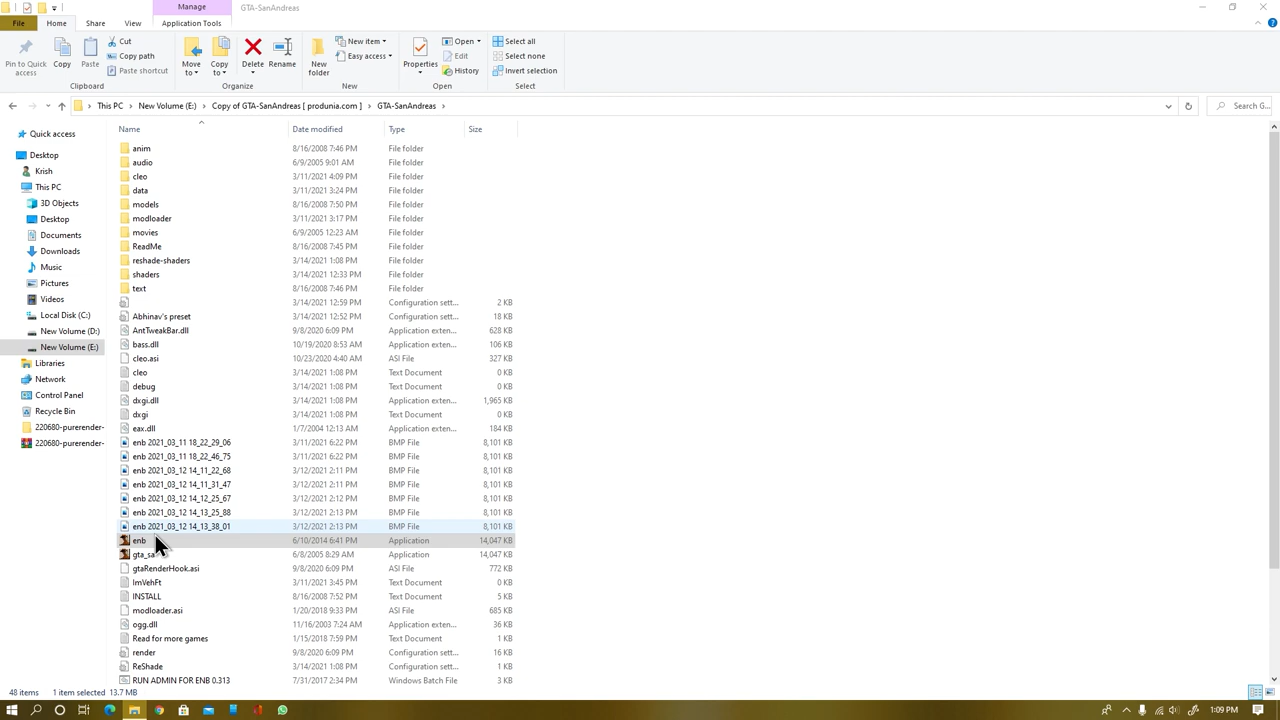 Manage
GTA-SanAndreas
File
Home
Share
View
Application Tools
Pin to Quick access
Copy
Paste
Cut
Copy path
Paste shortcut
Clipboard
Move to
Copy to
Delete
Rename
Organize
New folder
New item
Easy access
New
Properties
Open
Edit
History
Open
Select all
Select none
Invert selection
Select
This PC > New Volume (E:) > Copy of GTA-SanAndreas [ produnia.com ] > GTA-SanAndreas >
Search G...
Name Date modified Type Size
Quick access
Desktop
Krish
This PC
3D Objects
Desktop
Documents
Downloads
Music
Pictures
Videos
Local Disk (C:)
New Volume (D:)
New Volume (E:)
Libraries
Network
Control Panel
Recycle Bin
220680-purerender-
220680-purerender-
anim 8/16/2008 7:46 PM File folder
audio 6/9/2005 9:01 AM File folder
cleo 3/11/2021 4:09 PM File folder
data 3/11/2021 3:24 PM File folder
models 8/16/2008 7:50 PM File folder
modloader 3/11/2021 3:17 PM File folder
movies 6/9/2005 12:23 AM File folder
ReadMe 8/16/2008 7:45 PM File folder
reshade-shaders 3/14/2021 1:08 PM File folder
shaders 3/14/2021 12:33 PM File folder
text 8/16/2008 7:46 PM File folder
3/14/2021 12:59 PM Configuration sett... 2 KB
Abhinav's preset 3/14/2021 12:52 PM Configuration sett... 18 KB
AntTweakBar.dll 9/8/2020 6:09 PM Application exten... 628 KB
bass.dll 10/19/2020 8:53 AM Application exten... 106 KB
cleo.asi 10/23/2020 4:40 AM ASI File 327 KB
cleo 3/14/2021 1:08 PM Text Document 0 KB
debug 3/14/2021 1:08 PM Text Document 0 KB
dxgi.dll 3/14/2021 1:08 PM Application exten... 1,965 KB
dxgi 3/14/2021 1:08 PM Text Document 0 KB
eax.dll 1/7/2004 12:13 AM Application exten... 184 KB
enb 2021_03_11 18_22_29_06 3/11/2021 6:22 PM BMP File 8,101 KB
enb 2021_03_11 18_22_46_75 3/11/2021 6:22 PM BMP File 8,101 KB
enb 2021_03_12 14_11_22_68 3/12/2021 2:11 PM BMP File 8,101 KB
enb 2021_03_12 14_11_31_47 3/12/2021 2:11 PM BMP File 8,101 KB
enb 2021_03_12 14_12_25_67 3/12/2021 2:12 PM BMP File 8,101 KB
enb 2021_03_12 14_13_25_88 3/12/2021 2:13 PM BMP File 8,101 KB
enb 2021_03_12 14_13_38_01 3/12/2021 2:13 PM BMP File 8,101 KB
enb 6/10/2014 6:41 PM Application 14,047 KB
gta_sa 6/8/2005 8:29 AM Application 14,047 KB
gtaRenderHook.asi 9/8/2020 6:09 PM ASI File 772 KB
ImVehFt 3/11/2021 3:45 PM Text Document 0 KB
INSTALL 8/16/2008 7:52 PM Text Document 5 KB
modloader.asi 1/20/2018 9:33 PM ASI File 685 KB
ogg.dll 11/16/2003 7:24 AM Application exten... 36 KB
Read for more games 1/15/2018 7:59 PM Text Document 1 KB
render 9/8/2020 6:09 PM Configuration sett... 16 KB
ReShade 3/14/2021 1:08 PM Configuration sett... 1 KB
RUN ADMIN FOR ENB 0.313 7/31/2017 2:34 PM Windows Batch File 3 KB
48 items 1 item selected 13.7 MB
1:09 PM